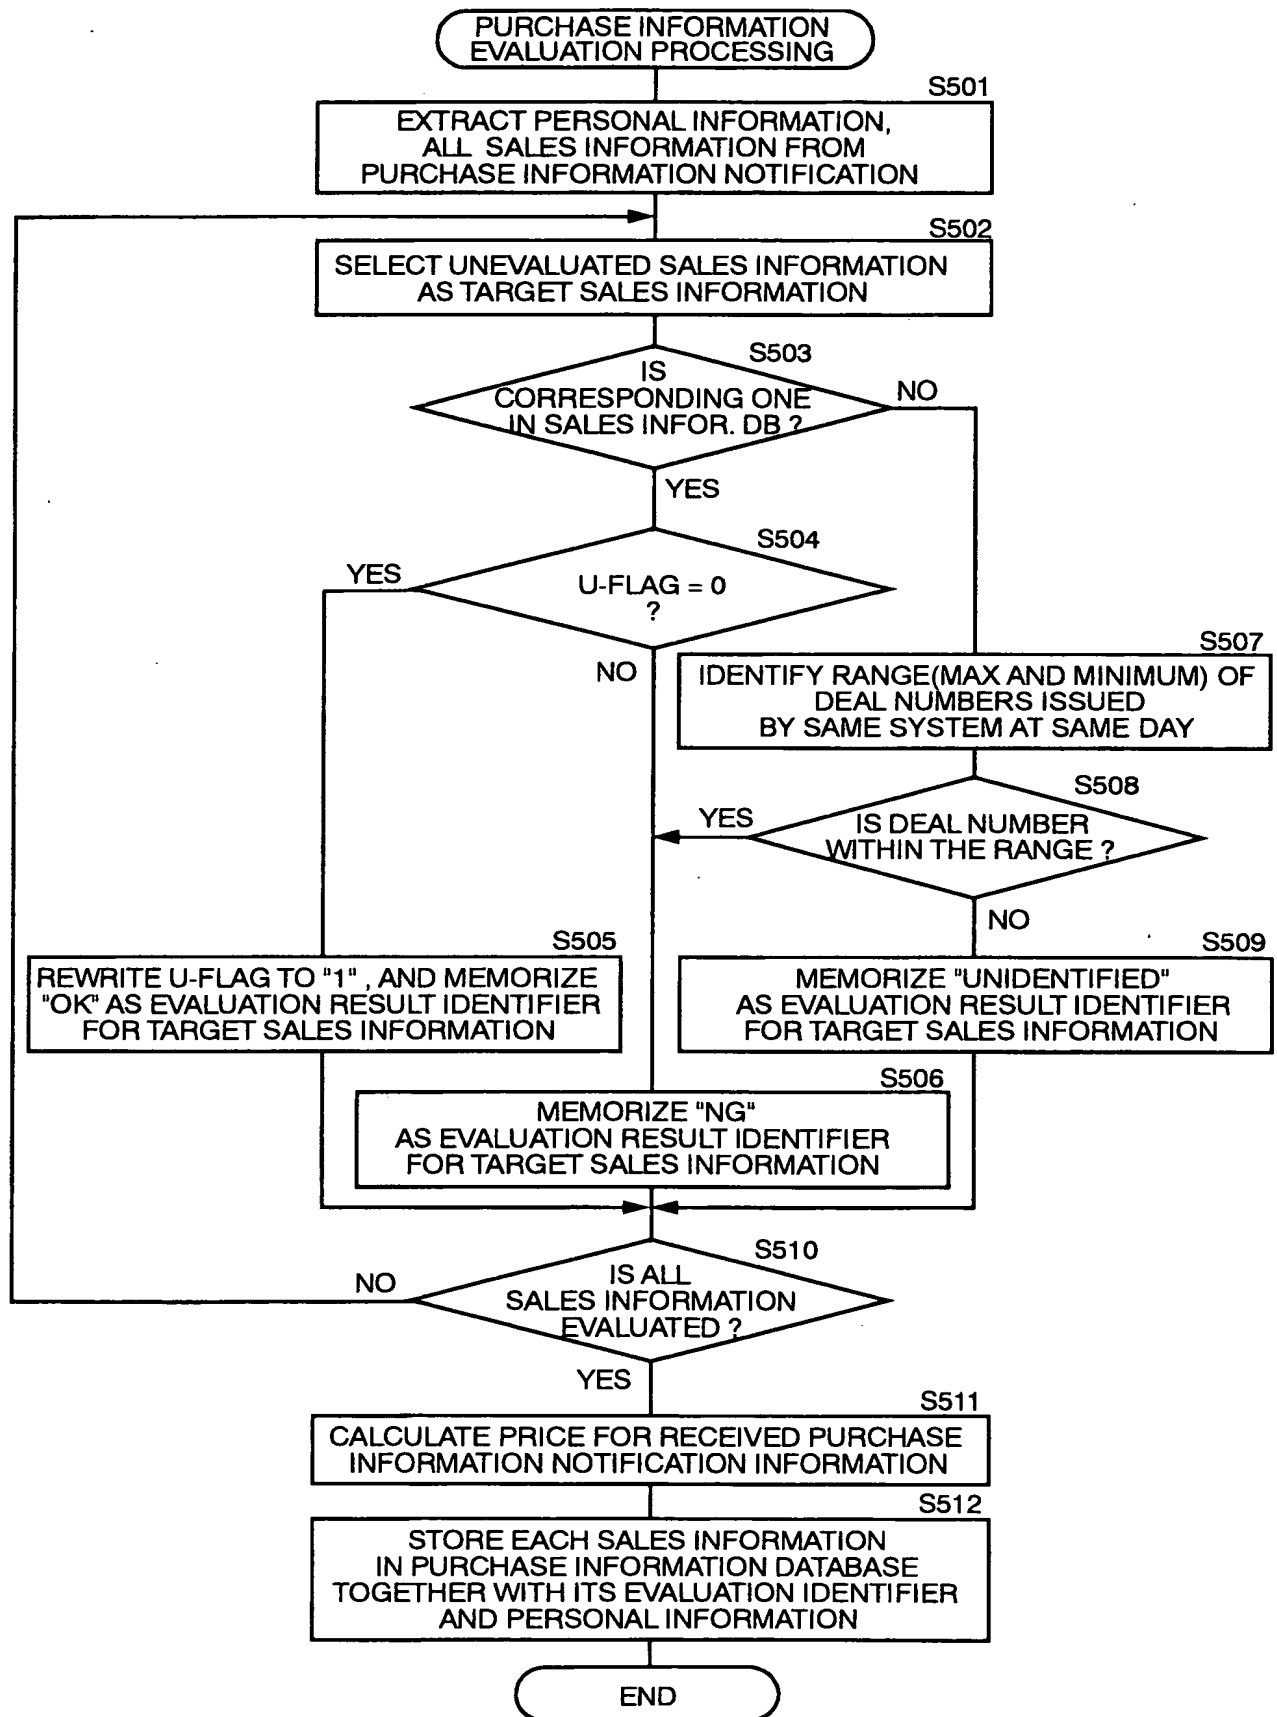 PURCHASE INFORMATION
EVALUATION PROCESSING
S501
EXTRACT PERSONAL INFORMATION,
ALL SALES INFORMATION FROM
PURCHASE INFORMATION NOTIFICATION
S502
SELECT UNEVALUATED SALES INFORMATION
AS TARGET SALES INFORMATION
S503
IS
CORRESPONDING ONE
IN SALES INFOR. DB ?
NO
YES
S504
YES
U-FLAG = 0
?
NO
S507
IDENTIFY RANGE(MAX AND MINIMUM) OF
DEAL NUMBERS ISSUED
BY SAME SYSTEM AT SAME DAY
S508
YES
IS DEAL NUMBER
WITHIN THE RANGE ?
NO
S505
REWRITE U-FLAG TO "1" , AND MEMORIZE
"OK" AS EVALUATION RESULT IDENTIFIER
FOR TARGET SALES INFORMATION
S509
MEMORIZE "UNIDENTIFIED"
AS EVALUATION RESULT IDENTIFIER
FOR TARGET SALES INFORMATION
S506
MEMORIZE "NG"
AS EVALUATION RESULT IDENTIFIER
FOR TARGET SALES INFORMATION
S510
NO
IS ALL
SALES INFORMATION
EVALUATED ?
YES
S511
CALCULATE PRICE FOR RECEIVED PURCHASE
INFORMATION NOTIFICATION INFORMATION
S512
STORE EACH SALES INFORMATION
IN PURCHASE INFORMATION DATABASE
TOGETHER WITH ITS EVALUATION IDENTIFIER
AND PERSONAL INFORMATION
END